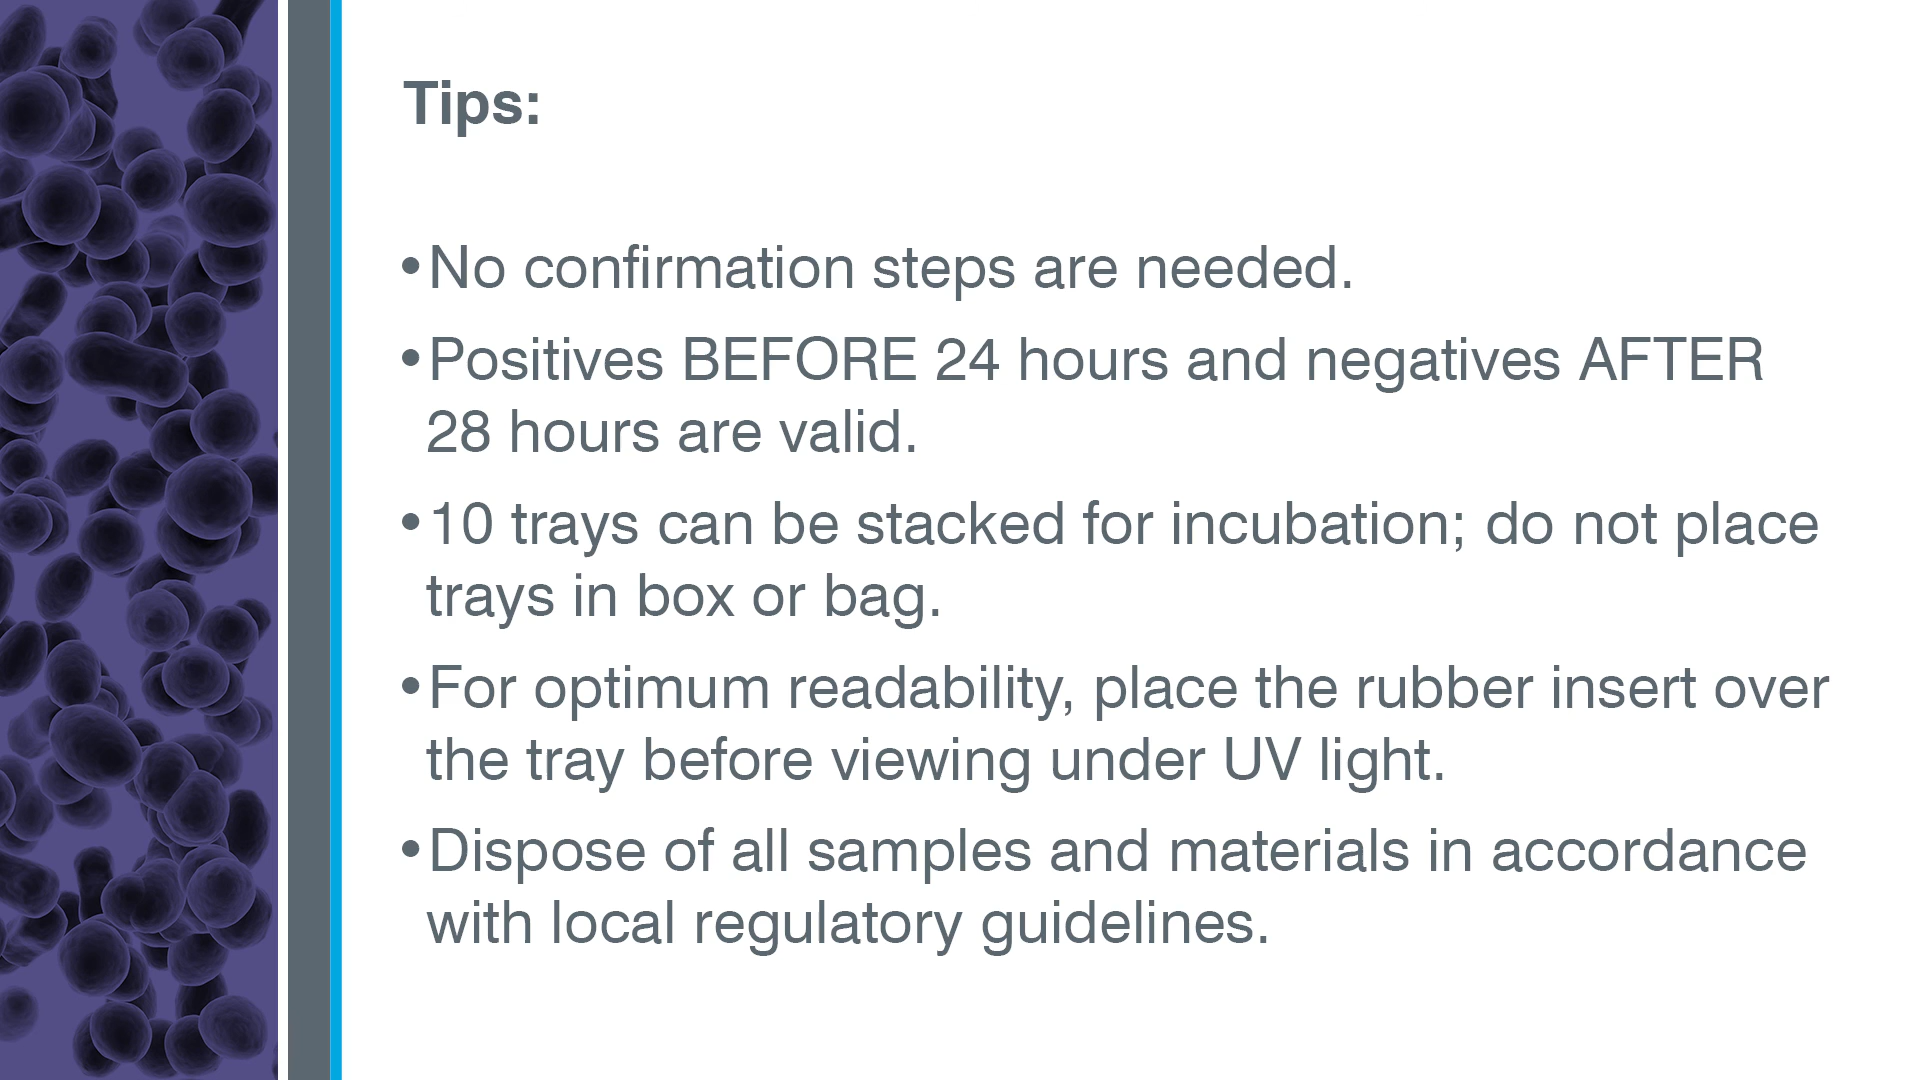 Tips:
•No confirmation steps are needed.
•Positives BEFORE 24 hours and negatives AFTER
28 hours are valid.
•10 trays can be stacked for incubation; do not place
trays in box or bag.
•For optimum readability, place the rubber insert over
the tray before viewing under UV light.
•Dispose of all samples and materials in accordance
with local regulatory guidelines.